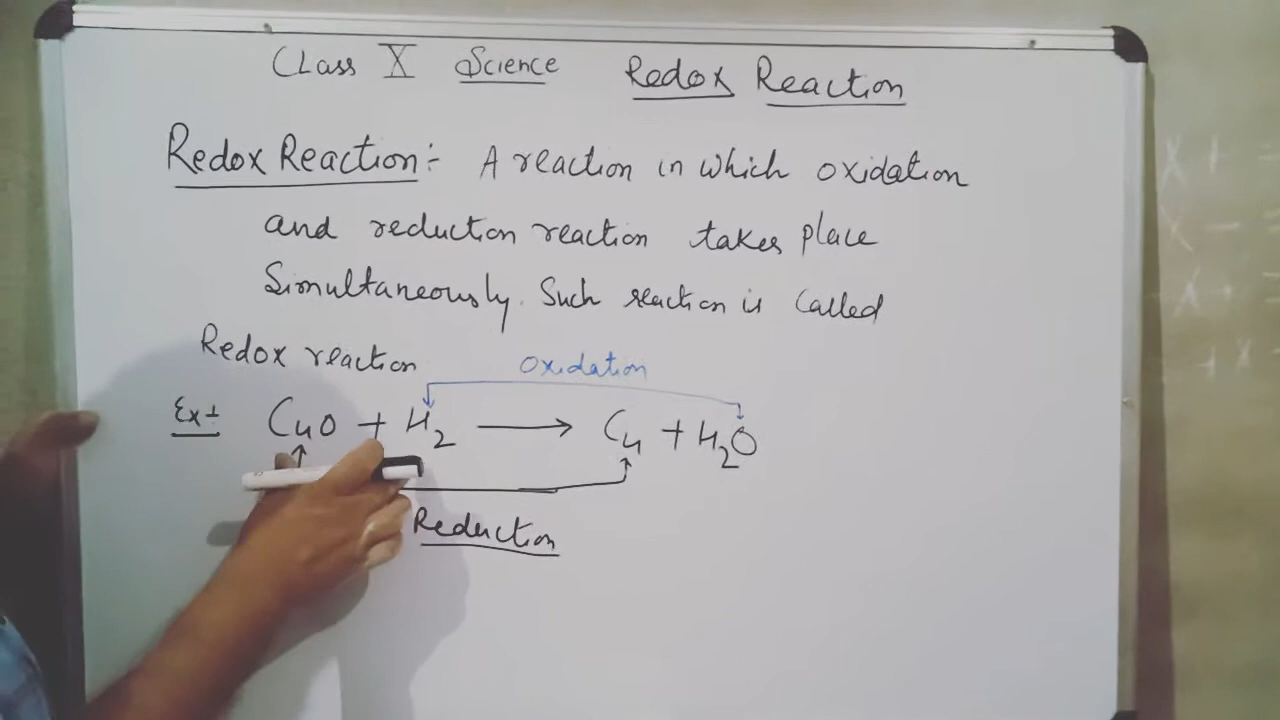 Class X Science Redox Reaction
Redox Reaction:- A reaction in which oxidation
and reduction reaction takes place
Simultaneously. Such reaction is called
Redox reaction
Oxidation
Ex:- CuO + H₂ ⟶ Cu + H₂O
Reduction